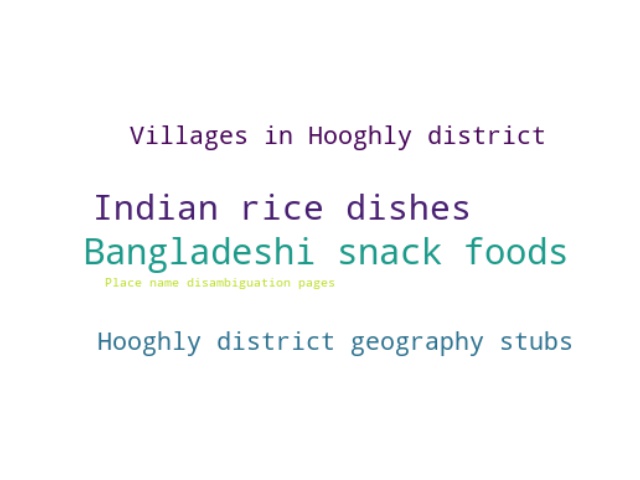 Villages in Hooghly district
Indian rice dishes
Bangladeshi snack foods
Place name disambiguation pages
Hooghly district geography stubs